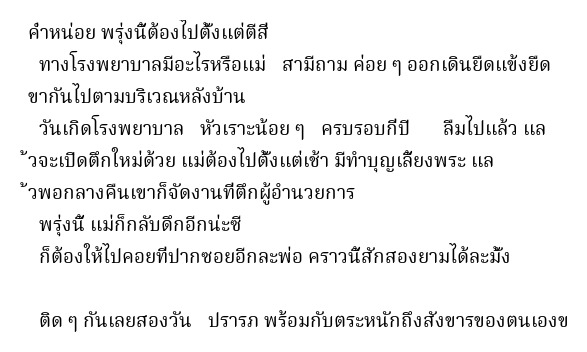 คำหน่อย พรุ่งนี้ต้องไปตั้งแต่ตีสี่
ทางโรงพยาบาลมีอะไรหรือแม่ สามีถาม ค่อย ๆ ออกเดินยืดแข้งยืด
ขากันไปตามบริเวณหลังบ้าน
วันเกิดโรงพยาบาล หัวเราะน้อย ๆ ครบรอบกี่ปี ลืมไปแล้ว แล
้วจะเปิดตึกใหม่ด้วย แม่ต้องไปตั้งแต่เช้า มีทำบุญเลี้ยงพระ แล
้วพอกลางคืนเขาก็จัดงานที่ตึกผู้อำนวยการ
พรุ่งนี้ แม่ก็กลับดึกอีกน่ะซี
ก็ต้องให้ไปคอยที่ปากซอยอีกละพ่อ คราวนี้สักสองยามได้ละมั้ง
ติด ๆ กันเลยสองวัน ปรารภ พร้อมกับตระหนักถึงสังขารของตนเองข